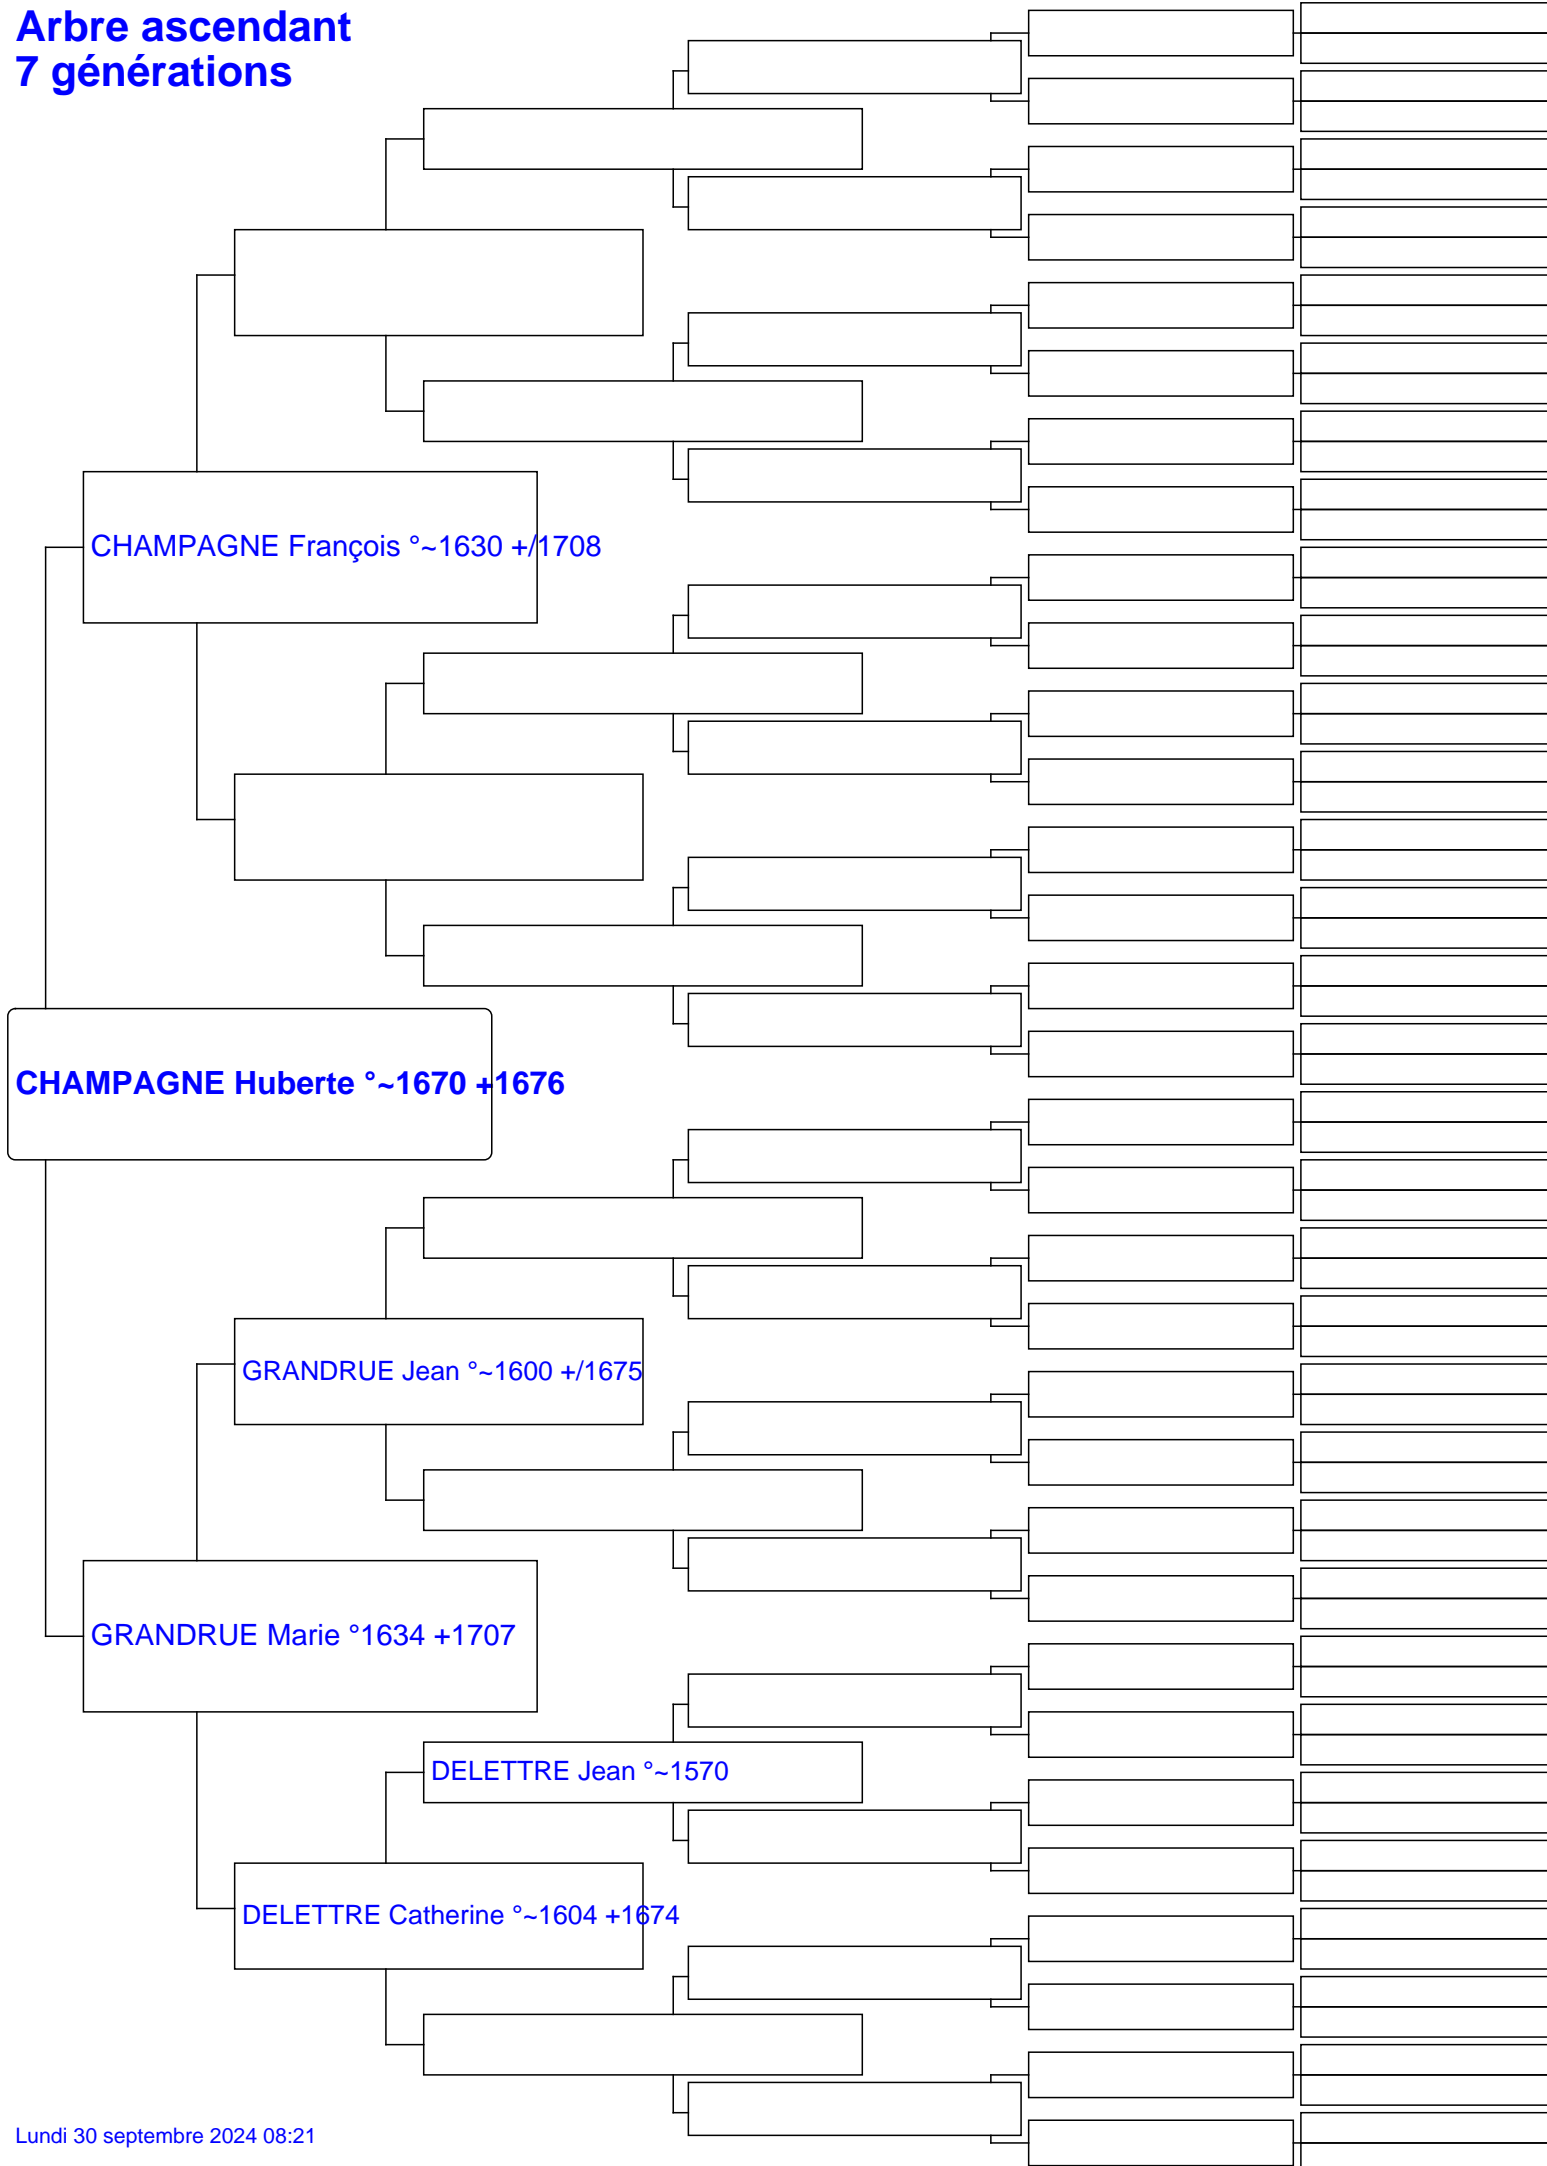 Arbre ascendant
7 générations
CHAMPAGNE François °~1630 +/1708
CHAMPAGNE Huberte °~1670 +1676
GRANDRUE Jean °~1600 +/1675
GRANDRUE Marie °1634 +1707
DELETTRE Jean °~1570
DELETTRE Catherine °~1604 +1674
Lundi 30 septembre 2024 08:21